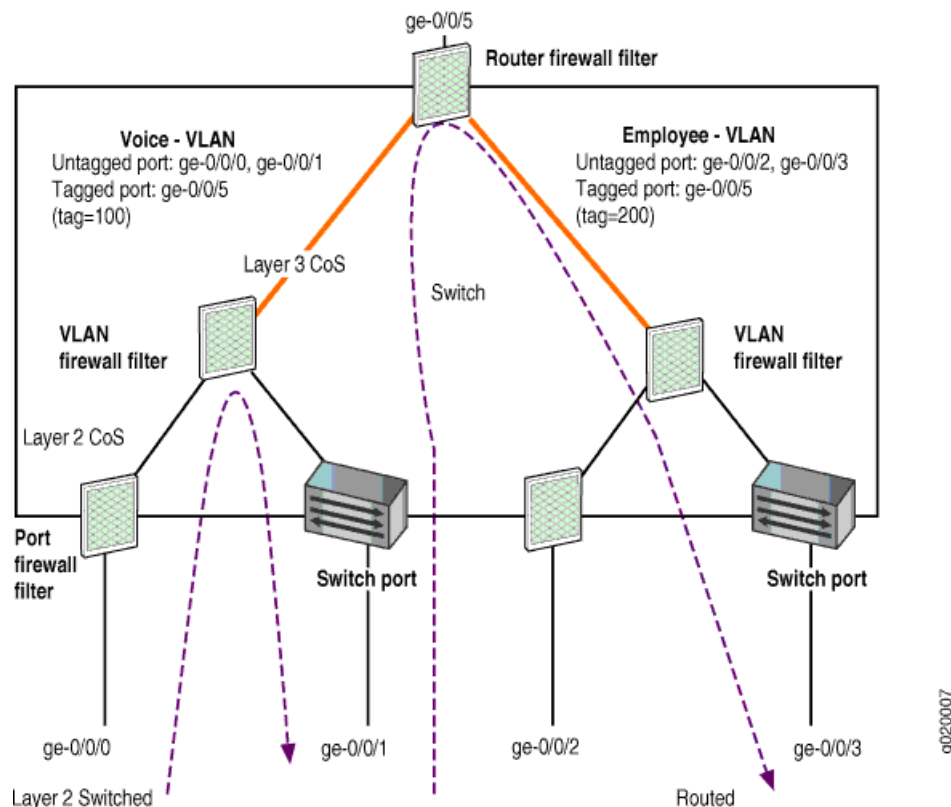 ge-0/0/5
Router firewall filter
Voice - VLAN
Untagged port: ge-0/0/0, ge-0/0/1
Tagged port: ge-0/0/5
(tag=100)
Employee - VLAN
Untagged port: ge-0/0/2, ge-0/0/3
Tagged port: ge-0/0/5
(tag=200)
Layer 3 CoS
Switch
VLAN
firewall filter
VLAN
firewall filter
Layer 2 CoS
Port
firewall
filter
Switch port
Switch port
ge-0/0/0
ge-0/0/1
ge-0/0/2
ge-0/0/3
Layer 2 Switched
Routed
g020007